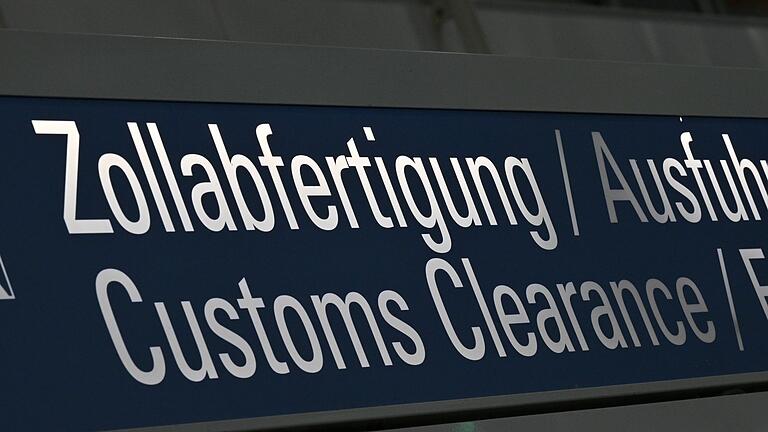 Zollabfertigung / Ausfuh
Customs Clearance /